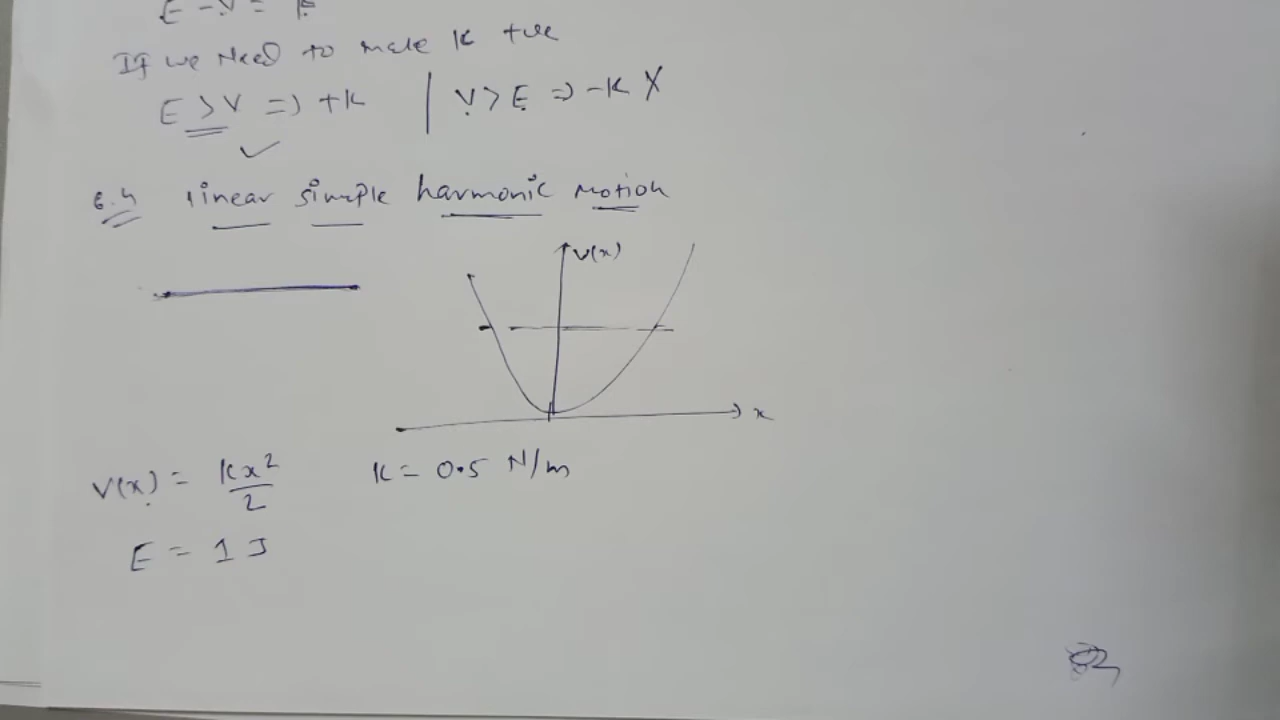 E - V = K
If we Need to make K +ve
E > V => +K | V > E => -K X
6.4 linear simple harmonic motion
V(x)
x
V(x) = kx²/2 K = 0.5 N/m
E = 1 J